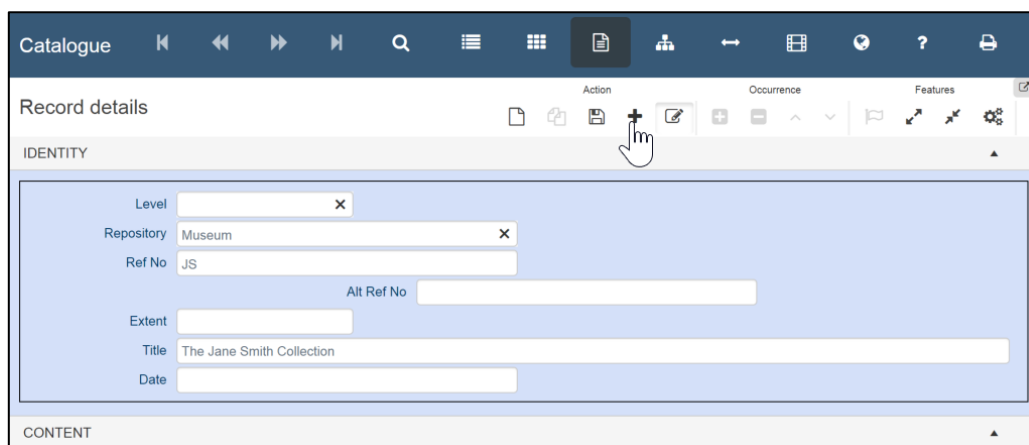 Catalogue
Action
Occurrence
Features
Record details
IDENTITY
Level
Repository Museum
Ref No JS
Alt Ref No
Extent
Title The Jane Smith Collection
Date
CONTENT